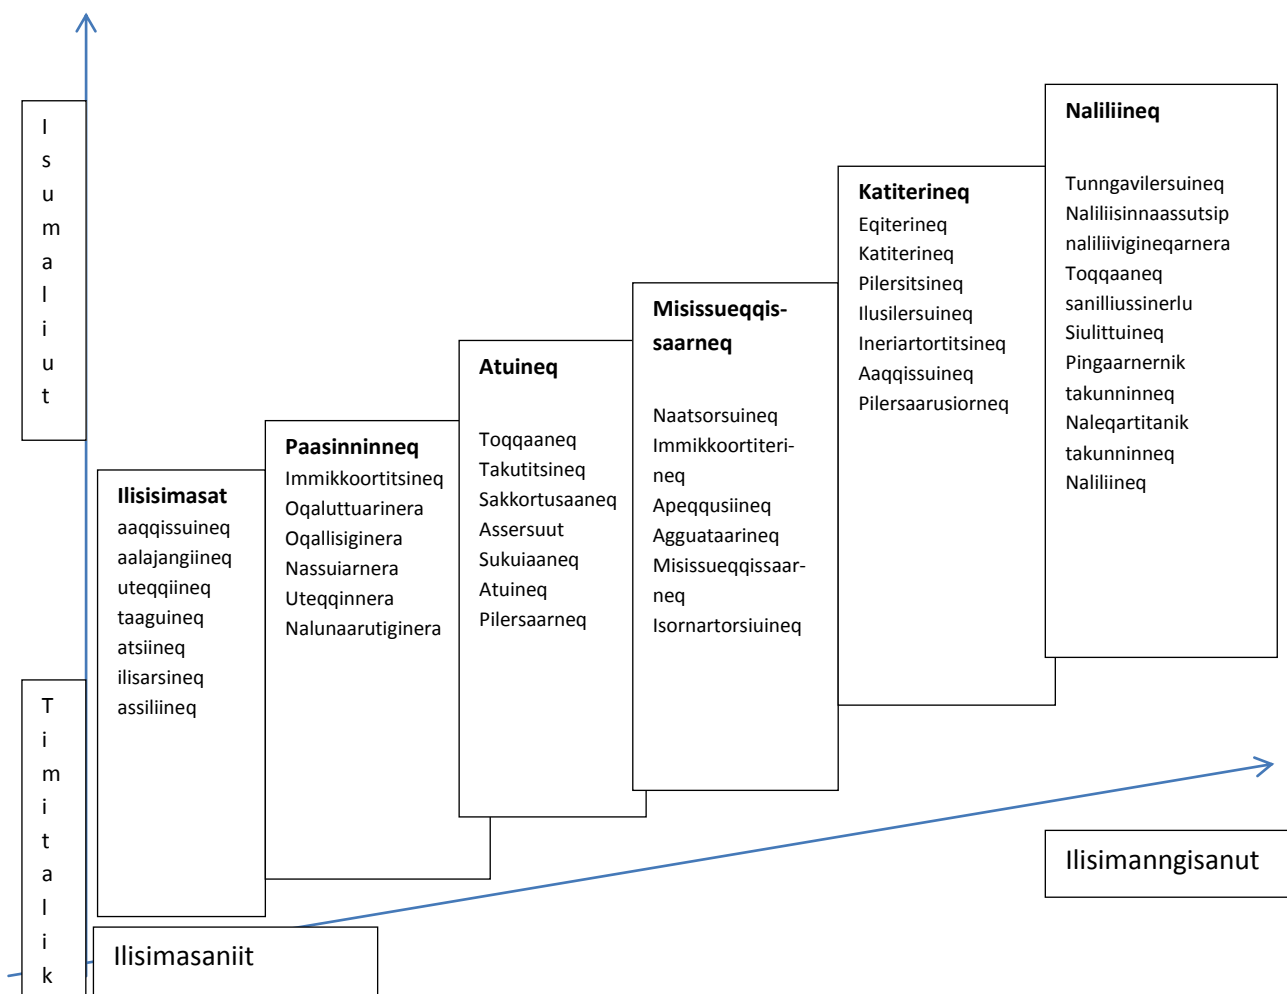 Isumaliut
Timitalik
Ilisisimasat
aaqqissuineq
aalajangiineq
uteqqiineq
taaguineq
atsiineq
ilisarsineq
assiliineq
Paasinninneq
Immikkoortitsineq
Oqaluttuarinera
Oqallisiginera
Nassuiarnera
Uteqqinnera
Nalunaarutiginera
Atuineq
Toqqaaneq
Takutitsineq
Sakkortusaaneq
Assersuut
Sukuiaaneq
Atuineq
Pilersaarneq
Misissueqqis-
saarneq
Naatsorsuineq
Immikkoortiteri-
neq
Apeqqusiineq
Agguataarineq
Misissueqqissaar-
neq
Isornartorsiuineq
Katiterineq
Eqiterineq
Katiterineq
Pilersitsineq
Ilusilersuineq
Ineriartortitsineq
Aaqqissuineq
Pilersaarusiorneq
Naliliineq
Tunngavilersuineq
Naliliisinnaassutsip
naliliivigineqarnera
Toqqaaneq
sanilliussinerlu
Siulittuineq
Pingaarnernik
takunninneq
Naleqartitanik
takunninneq
Naliliineq
Ilisimasaniit
Ilisimanngisanut